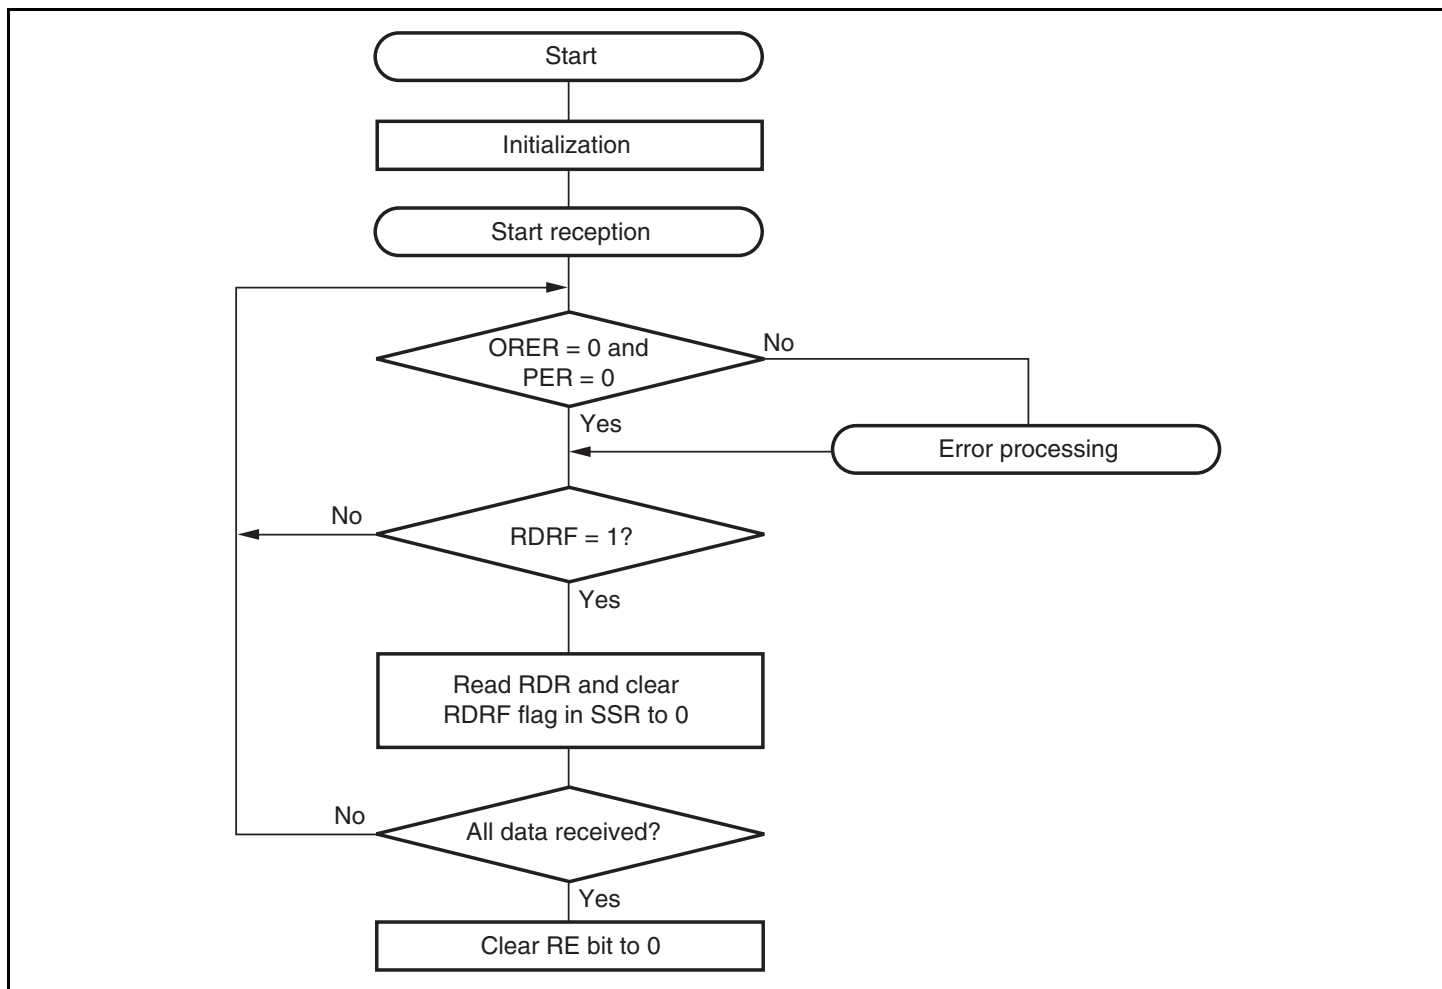 Start
Initialization
Start reception
ORER = 0 and
PER = 0
No
Yes
Error processing
No
RDRF = 1?
Yes
Read RDR and clear
RDRF flag in SSR to 0
No
All data received?
Yes
Clear RE bit to 0